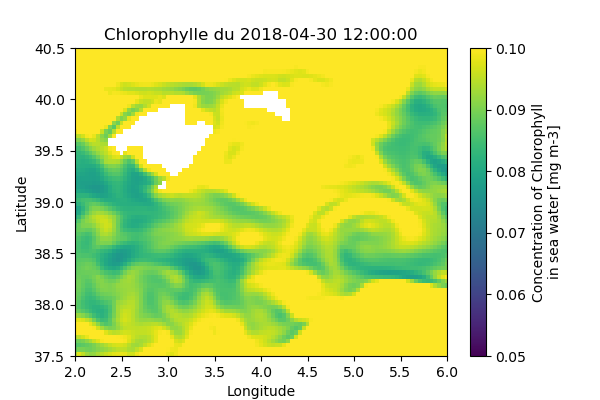 Chlorophylle du 2018-04-30 12:00:00
40.5
40.0
39.5
39.0
38.5
38.0
37.5
Latitude
2.0 2.5 3.0 3.5 4.0 4.5 5.0 5.5 6.0
Longitude
0.10
0.09
0.08
0.07
0.06
0.05
Concentration of Chlorophyll
in sea water [mg m-3]